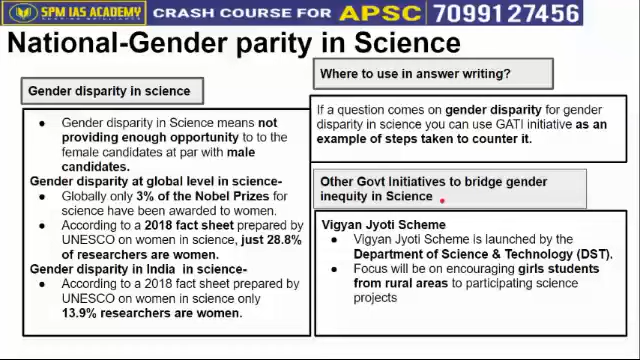 SPM IAS ACADEMY CRASH COURSE FOR APSC 7099127456
National-Gender parity in Science
Gender disparity in science
● Gender disparity in Science means not
providing enough opportunity to to the
female candidates at par with male
candidates.
Gender disparity at global level in science-
● Globally only 3% of the Nobel Prizes for
science have been awarded to women.
● According to a 2018 fact sheet prepared by
UNESCO on women in science, just 28.8%
of researchers are women.
Gender disparity in India in science-
● According to a 2018 fact sheet prepared by
UNESCO on women in science only
13.9% researchers are women.
Where to use in answer writing?
If a question comes on gender disparity for gender
disparity in science you can use GATI initiative as an
example of steps taken to counter it.
Other Govt Initiatives to bridge gender
inequity in Science
Vigyan Jyoti Scheme
● Vigyan Jyoti Scheme is launched by the
Department of Science & Technology (DST).
● Focus will be on encouraging girls students
from rural areas to participating science
projects